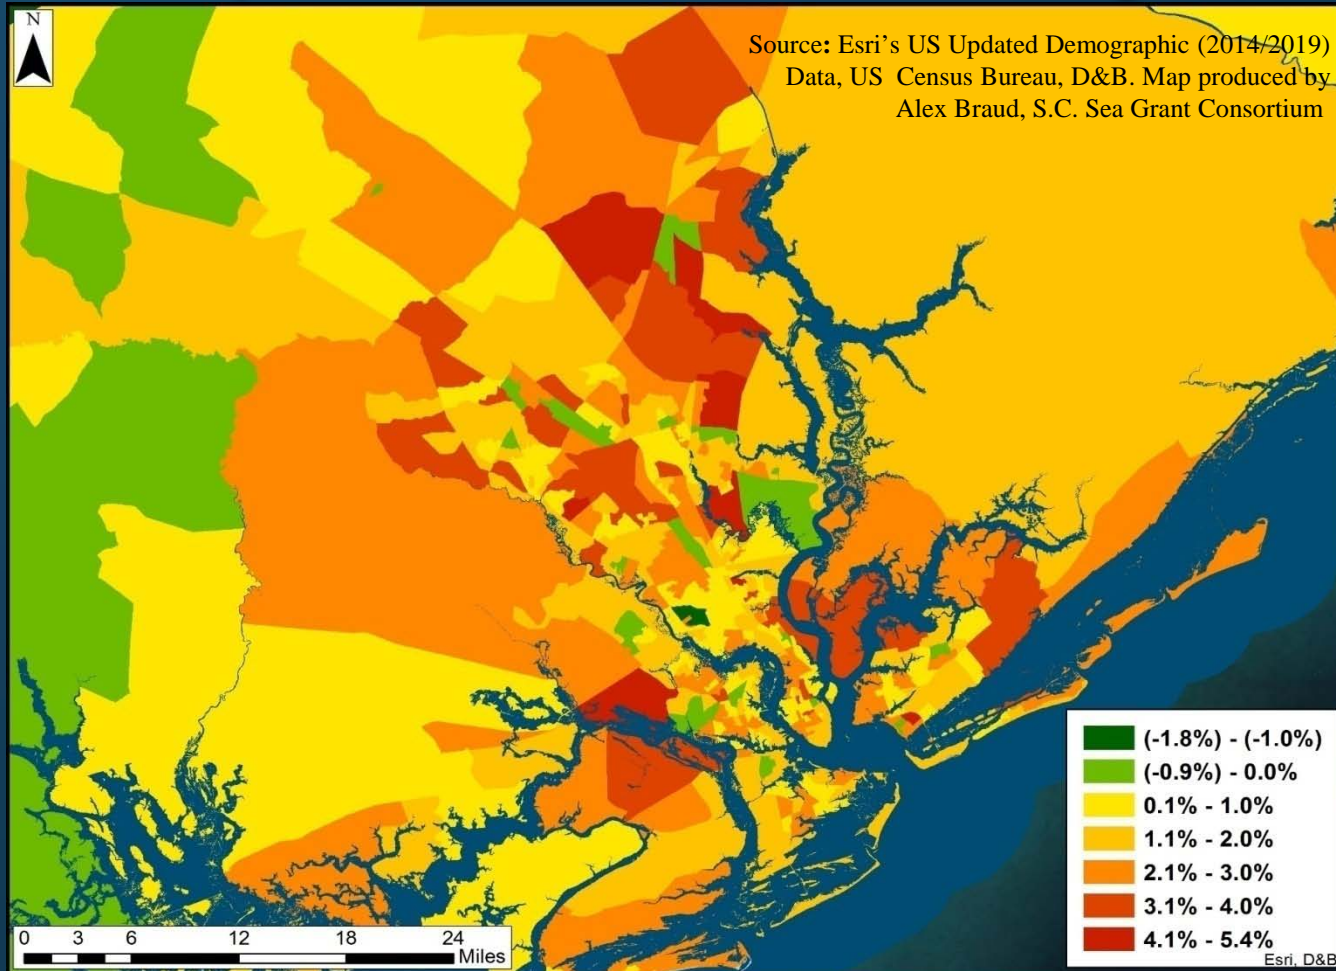 N
Source: Esri's US Updated Demographic (2014/2019)
Data, US Census Bureau, D&B. Map produced by
Alex Braud, S.C. Sea Grant Consortium
(-1.8%) - (-1.0%)
(-0.9%) - 0.0%
0.1% - 1.0%
1.1% - 2.0%
2.1% - 3.0%
3.1% - 4.0%
4.1% - 5.4%
0 3 6 12 18 24
Miles
Esri, D&B